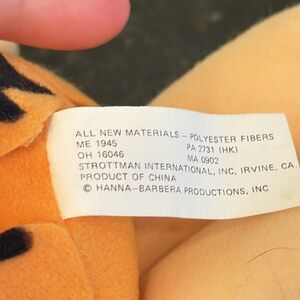 ALL NEW MATERIALS - POLYESTER FIBERS
ME 1945 PA 2731 (HK)
OH 16046 MA 0902
STROTTMAN INTERNATIONAL, INC, IRVINE, CA.
PRODUCT OF CHINA
© HANNA-BARBERA PRODUCTIONS, INC